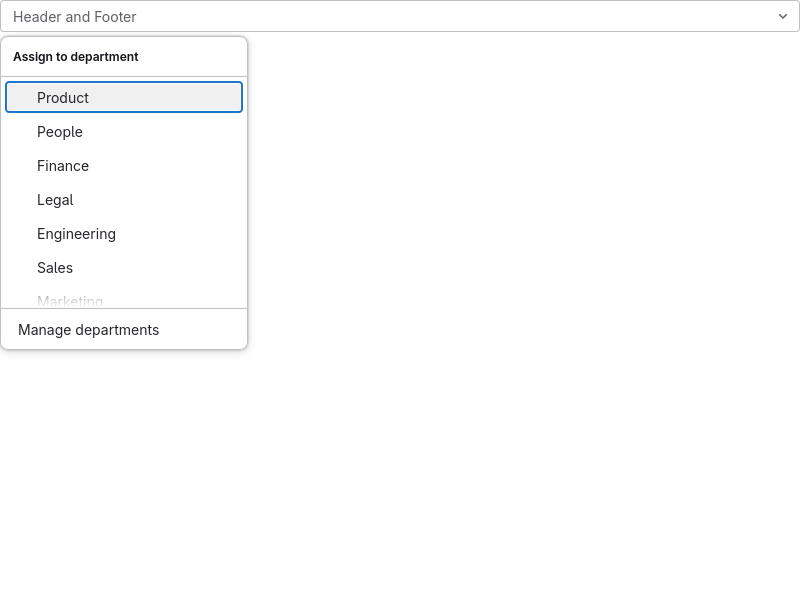 Header and Footer
Assign to department
Product
People
Finance
Legal
Engineering
Sales
Marketing
Manage departments